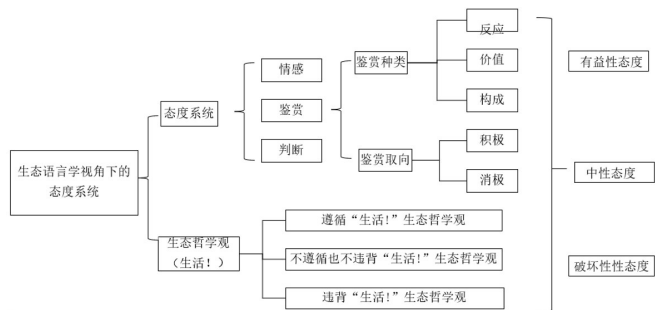 生态语言学视角下的
态度系统
态度系统
生态哲学观
（生活！）
情感
鉴赏
判断
鉴赏种类
鉴赏取向
反应
价值
构成
积极
消极
遵循“生活!”生态哲学观
不遵循也不违背“生活!”生态哲学观
违背“生活!”生态哲学观
有益性态度
中性态度
破坏性性态度